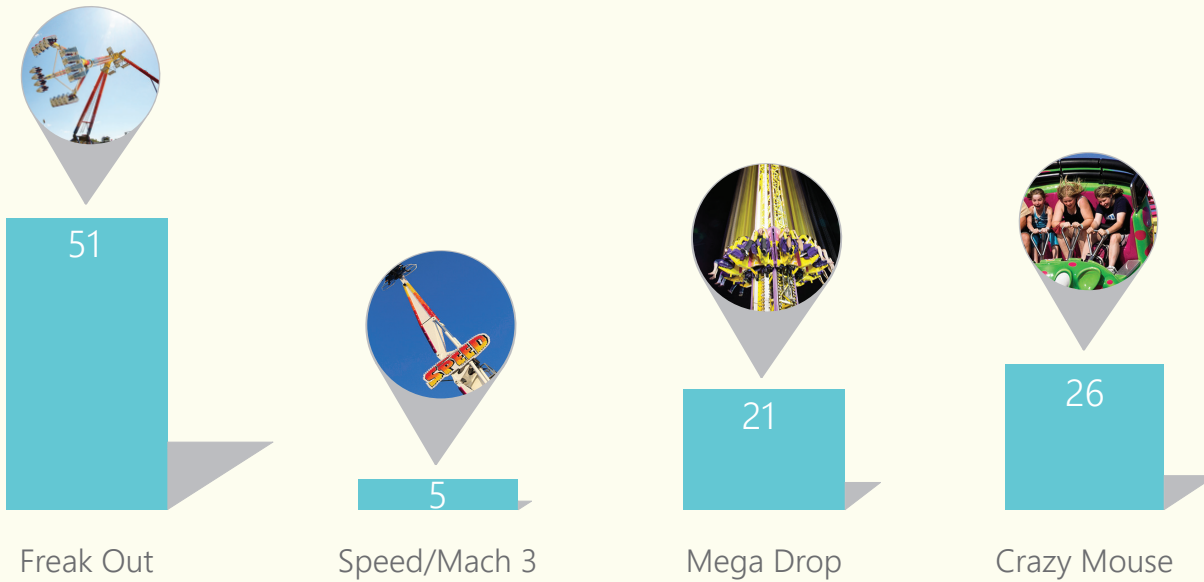 51
5
SPEED
21
26
Freak Out
Speed/Mach 3
Mega Drop
Crazy Mouse